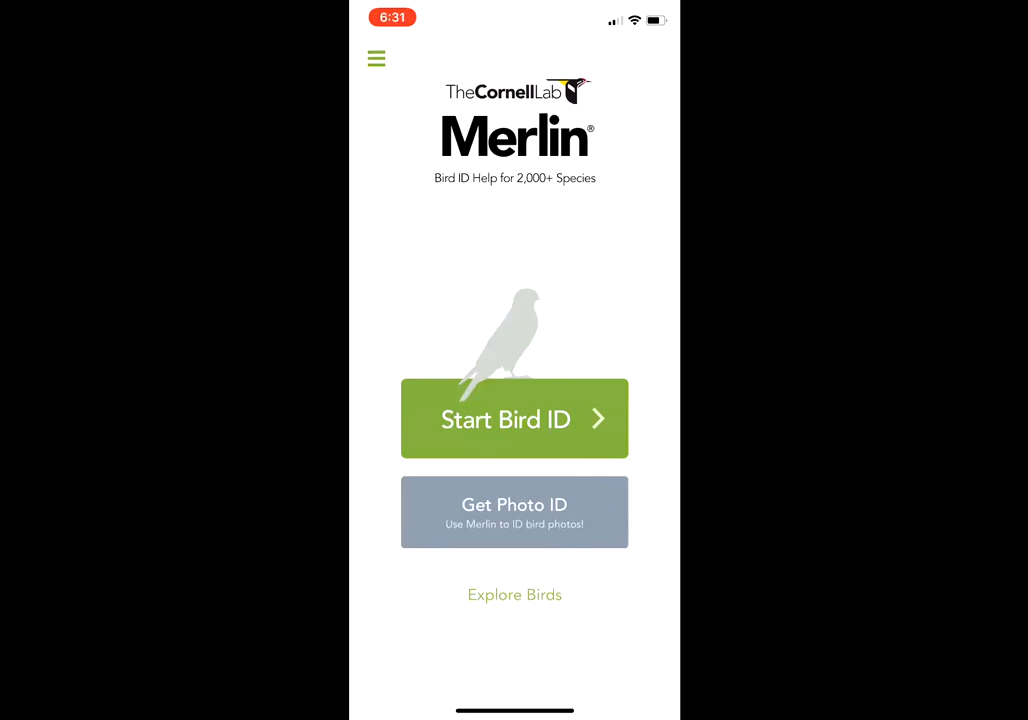 6:31
TheCornellLab
Merlin®
Bird ID Help for 2,000+ Species
Start Bird ID
Get Photo ID
Use Merlin to ID bird photos!
Explore Birds